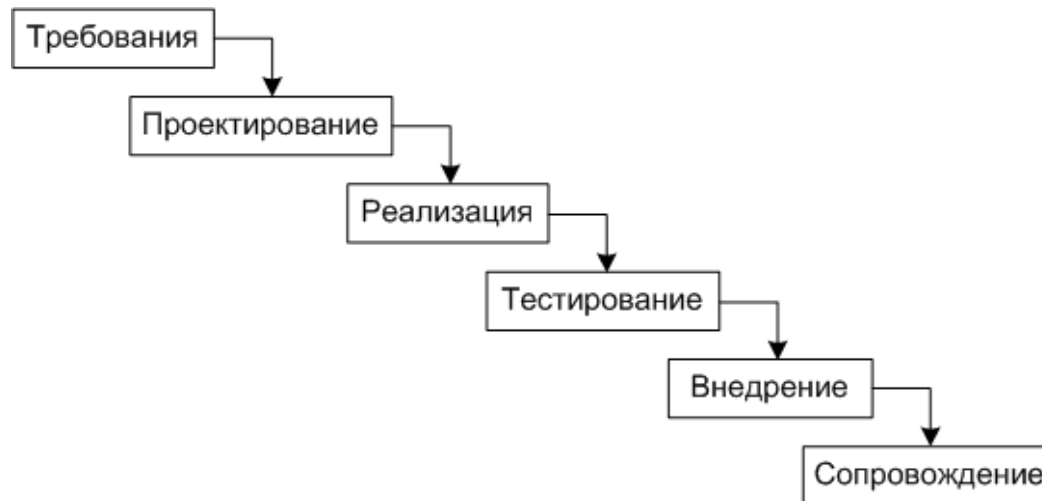 Требования
Проектирование
Реализация
Тестирование
Внедрение
Сопровождение